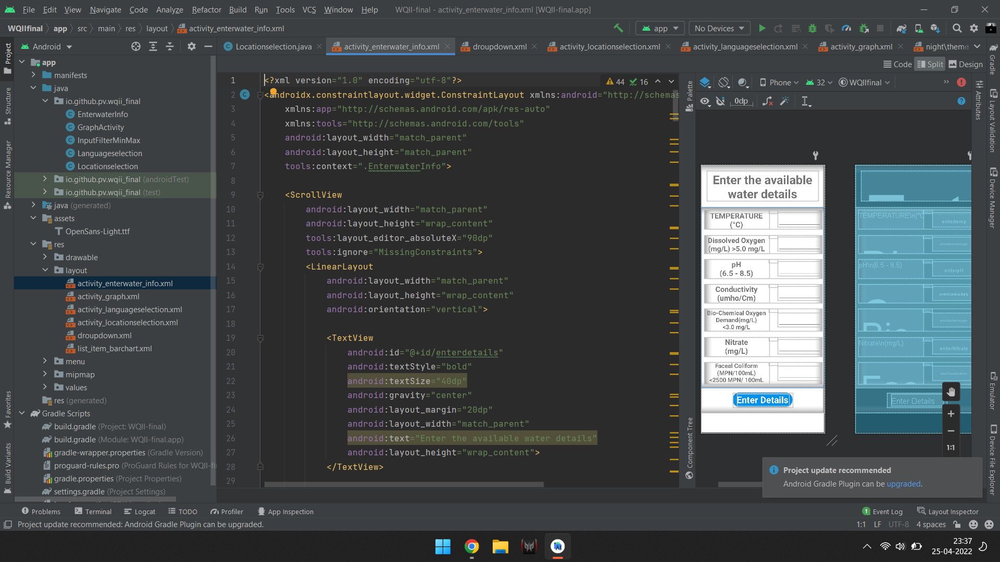 File Edit View Navigate Code Analyze Refactor Build Run Tools VCS Window Help WQII-final - activity_enterwater_info.xml [WQII-final.app]
WQIIfinal app src main res layout activity_enterwater_info.xml app No Devices
Project
Android
Locationselection.java activity_enterwater_info.xml droupdown.xml activity_locationselection.xml activity_languageselection.xml activity_graph.xml night\theme
Code Split Design
app
manifests
java
io.github.pv.wqii_final
EnterwaterInfo
GraphActivity
InputFilterMinMax
Languageselection
Locationselection
io.github.pv.wqii_final (androidTest)
io.github.pv.wqii_final (test)
java (generated)
assets
OpenSans-Light.ttf
res
drawable
layout
activity_enterwater_info.xml
activity_graph.xml
activity_languageselection.xml
activity_locationselection.xml
droupdown.xml
list_item_barchart.xml
menu
mipmap
values
res (generated)
Gradle Scripts
build.gradle (Project: WQII-final)
build.gradle (Module: WQII-final.app)
gradle-wrapper.properties (Gradle Version)
proguard-rules.pro (ProGuard Rules for WQII-fi
gradle.properties (Project Properties)
settings.gradle (Project Settings)
Structure
Resource Manager
Favorites
Build Variants
44 16
1 <?xml version="1.0" encoding="utf-8"?>
2 <androidx.constraintlayout.widget.ConstraintLayout xmlns:android="http://schemas
3 xmlns:app="http://schemas.android.com/apk/res-auto"
4 xmlns:tools="http://schemas.android.com/tools"
5 android:layout_width="match_parent"
6 android:layout_height="match_parent"
7 tools:context=".EnterwaterInfo">
8
9 <ScrollView
10 android:layout_width="match_parent"
11 android:layout_height="wrap_content"
12 tools:layout_editor_absoluteX="90dp"
13 tools:ignore="MissingConstraints">
14 <LinearLayout
15 android:layout_width="match_parent"
16 android:layout_height="wrap_content"
17 android:orientation="vertical">
18
19 <TextView
20 android:id="@+id/enterdetails"
21 android:textStyle="bold"
22 android:textSize="40dp"
23 android:gravity="center"
24 android:layout_margin="20dp"
25 android:layout_width="match_parent"
26 android:text="Enter the available water details"
27 android:layout_height="wrap_content">
28 </TextView>
29
Palette
Component Tree
Phone 32 WQIIfinal
0dp
Attributes
Gradle
Layout Validation
Device Manager
Emulator
Device File Explorer
Enter the available
water details
TEMPERATURE
(°C)
Dissolved Oxygen
(mg/L) >5.0 mg/L
pH
(6.5 - 8.5)
Conductivity
(umho/Cm)
Bio-Chemical Oxygen
Demand(mg/L)
<3.0 mg/L
Nitrate
(mg/L)
Faceal Coliform
(MPN/100mL)
<2500 MPN/ 100mL
Enter Details
TEMPERATURE\n(°C
entertemp
pH\n(6.5 - 8.5)
enterpH
enterConductivity
Nitrate\n(mg/L)
enterNitrate
Enter Details
1:1
Project update recommended
Android Gradle Plugin can be upgraded.
Problems Terminal Logcat TODO Profiler App Inspection 1 Event Log Layout Inspector
Project update recommended: Android Gradle Plugin can be upgraded. 1:1 LF UTF-8 4 spaces
23:37
25-04-2022